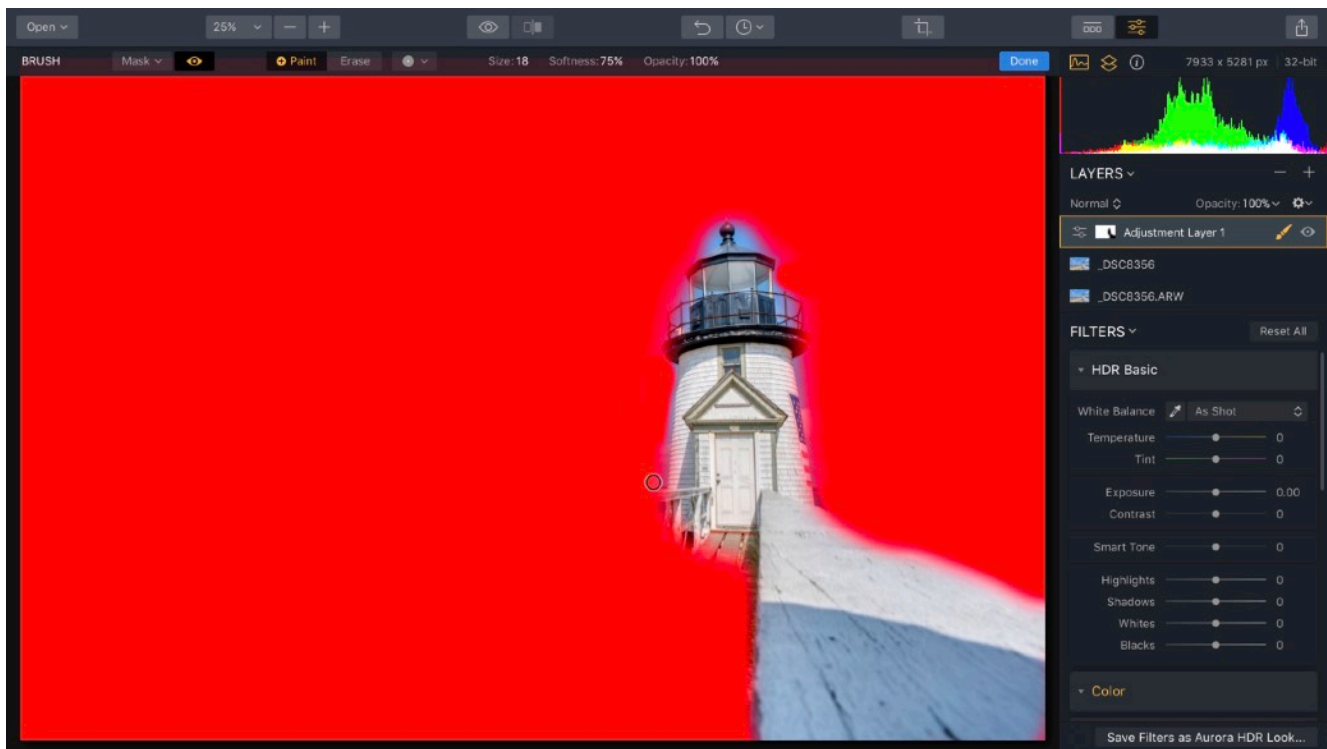 Open 25%
BRUSH Mask Paint Erase Size: 18 Softness: 75% Opacity: 100% Done
7933 x 5281 px 32-bit
LAYERS
Normal Opacity: 100%
Adjustment Layer 1
_DSC8356
_DSC8356.ARW
FILTERS Reset All
HDR Basic
White Balance As Shot
Temperature 0
Tint 0
Exposure 0.00
Contrast 0
Smart Tone 0
Highlights 0
Shadows 0
Whites 0
Blacks 0
Color
Save Filters as Aurora HDR Look...